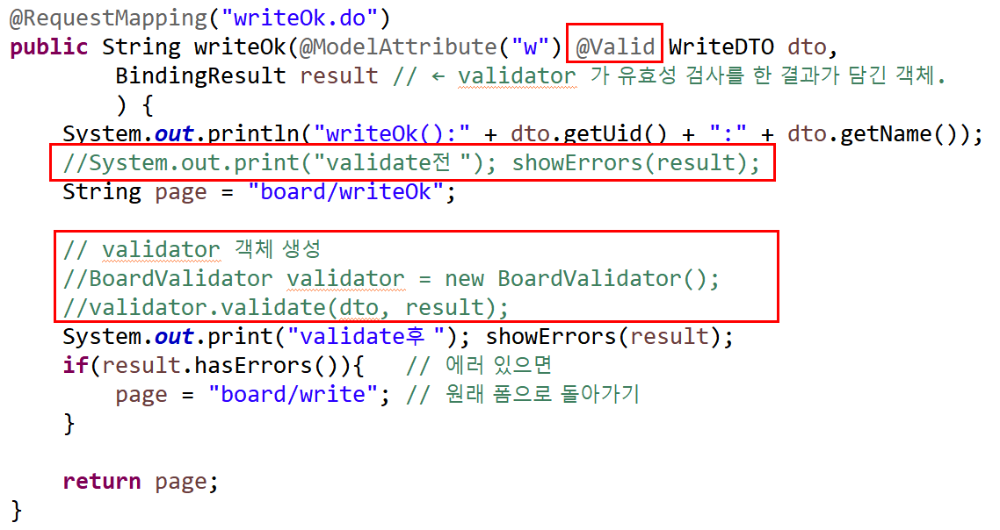 @RequestMapping("writeOk.do")
public String writeOk(@ModelAttribute("w") @Valid WriteDTO dto,
        BindingResult result // ← validator 가 유효성 검사를 한 결과가 담긴 객체.
        ) {
    System.out.println("writeOk():" + dto.getUid() + ":" + dto.getName());
    //System.out.print("validate전 "); showErrors(result);
    String page = "board/writeOk";

    // validator 객체 생성
    //BoardValidator validator = new BoardValidator();
    //validator.validate(dto, result);
    System.out.print("validate후 "); showErrors(result);
    if(result.hasErrors()){   // 에러 있으면
        page = "board/write"; // 원래 폼으로 돌아가기
    }

    return page;
}